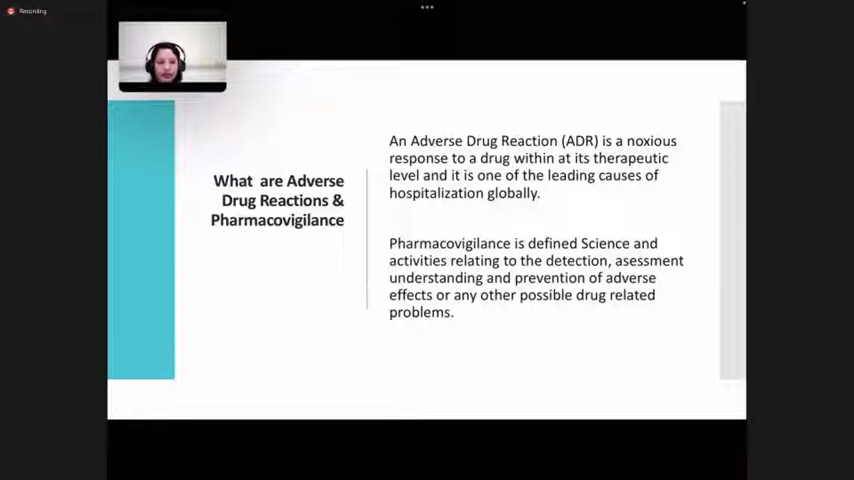 Recording
What are Adverse
Drug Reactions &
Pharmacovigilance
An Adverse Drug Reaction (ADR) is a noxious
response to a drug within at its therapeutic
level and it is one of the leading causes of
hospitalization globally.
Pharmacovigilance is defined Science and
activities relating to the detection, asessment
understanding and prevention of adverse
effects or any other possible drug related
problems.